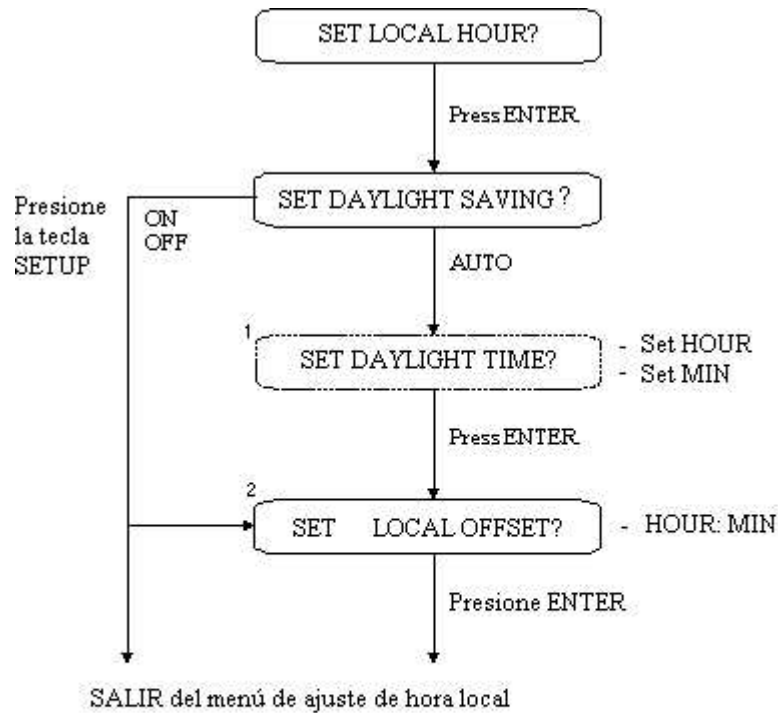 SET LOCAL HOUR?
Press ENTER
SET DAYLIGHT SAVING ?
Presione
la tecla
SETUP
ON
OFF
AUTO
1
SET DAYLIGHT TIME?
- Set HOUR
- Set MIN
Press ENTER
2
SET LOCAL OFFSET?
- HOUR: MIN
Presione ENTER
SALIR del menú de ajuste de hora local